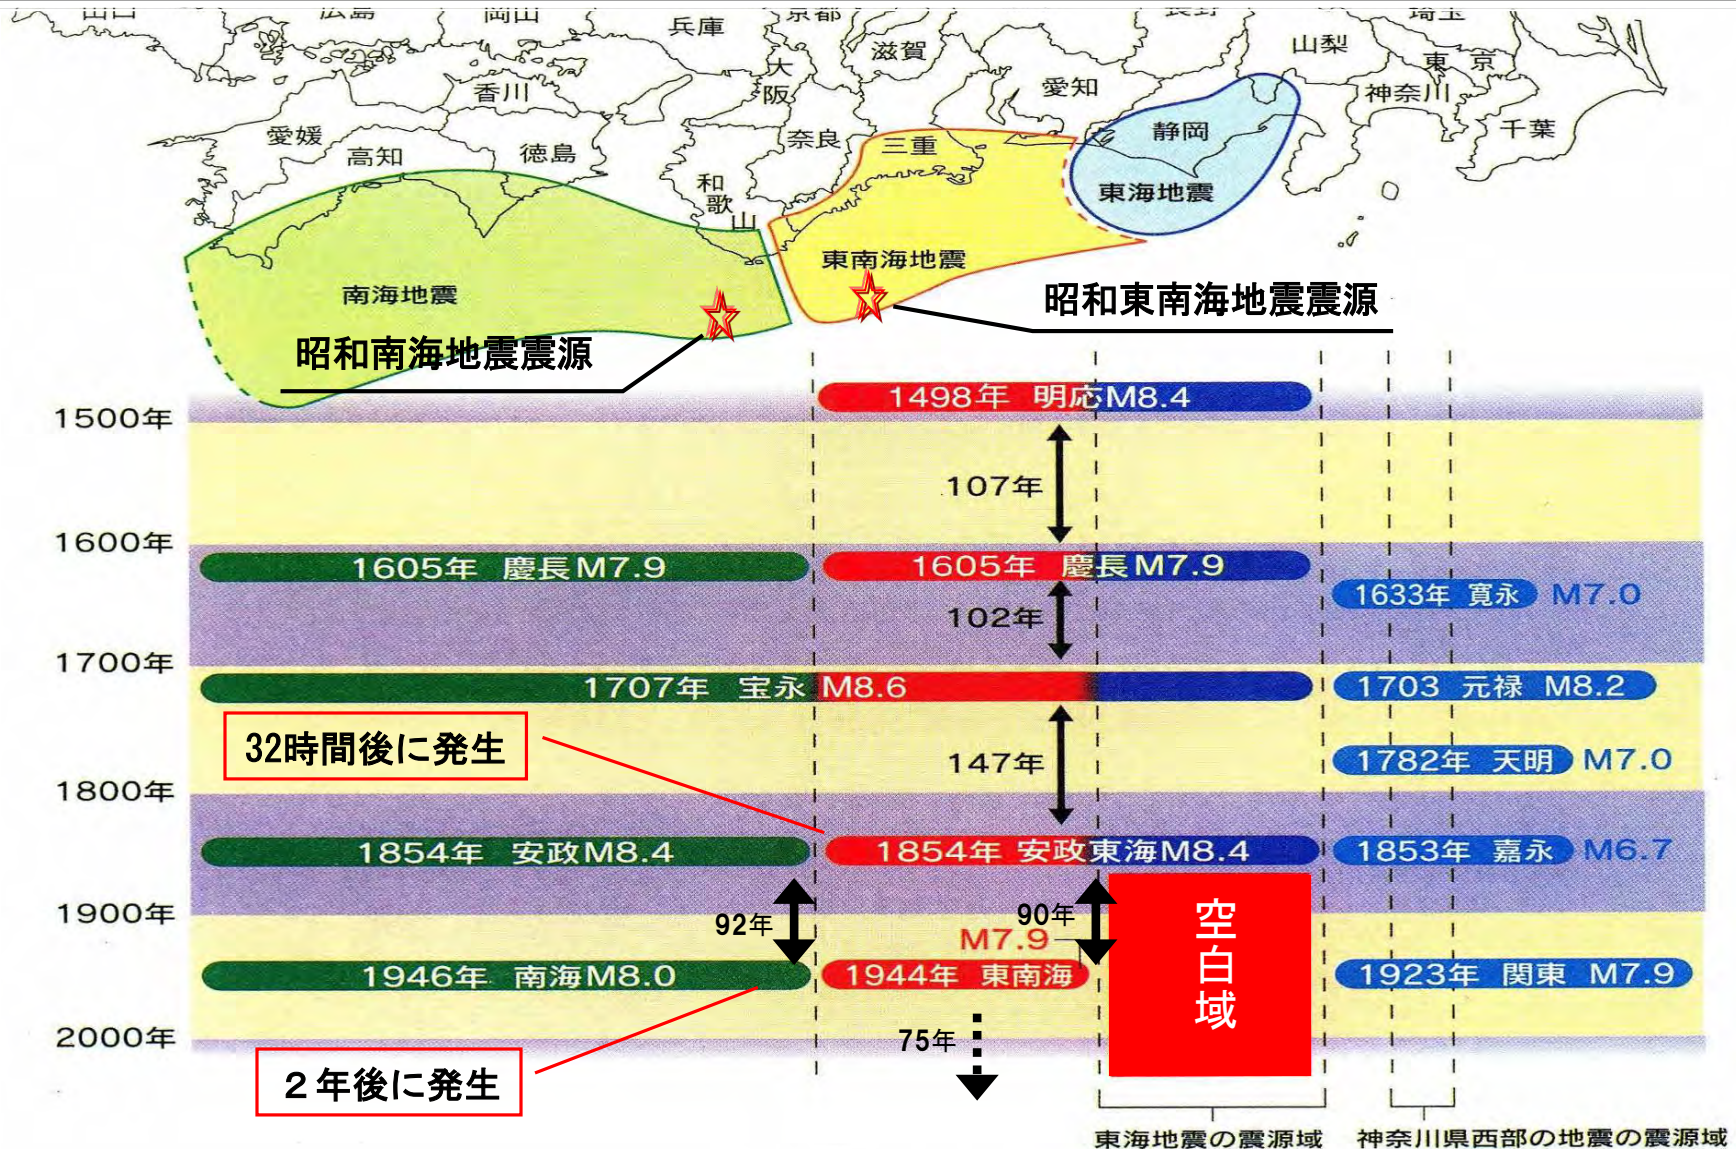 山口
広島
岡山
兵庫
京都
滋賀
長野
山梨
埼玉
東京
大阪
香川
愛知
神奈川
愛媛
高知
徳島
奈良
三重
静岡
千葉
和歌山
東海地震
東南海地震
南海地震
昭和東南海地震震源
昭和南海地震震源
1498年 明応M8.4
1500年
107年
1600年
1605年 慶長M7.9
1605年 慶長M7.9
1633年 寛永 M7.0
102年
1700年
1707年 宝永 M8.6
1703 元禄 M8.2
32時間後に発生
147年
1782年 天明 M7.0
1800年
1854年 安政M8.4
1854年 安政東海M8.4
1853年 嘉永 M6.7
空白域
1900年
92年
90年
M7.9
1946年 南海M8.0
1944年 東南海
1923年 関東 M7.9
2000年
75年
２年後に発生
東海地震の震源域
神奈川県西部の地震の震源域